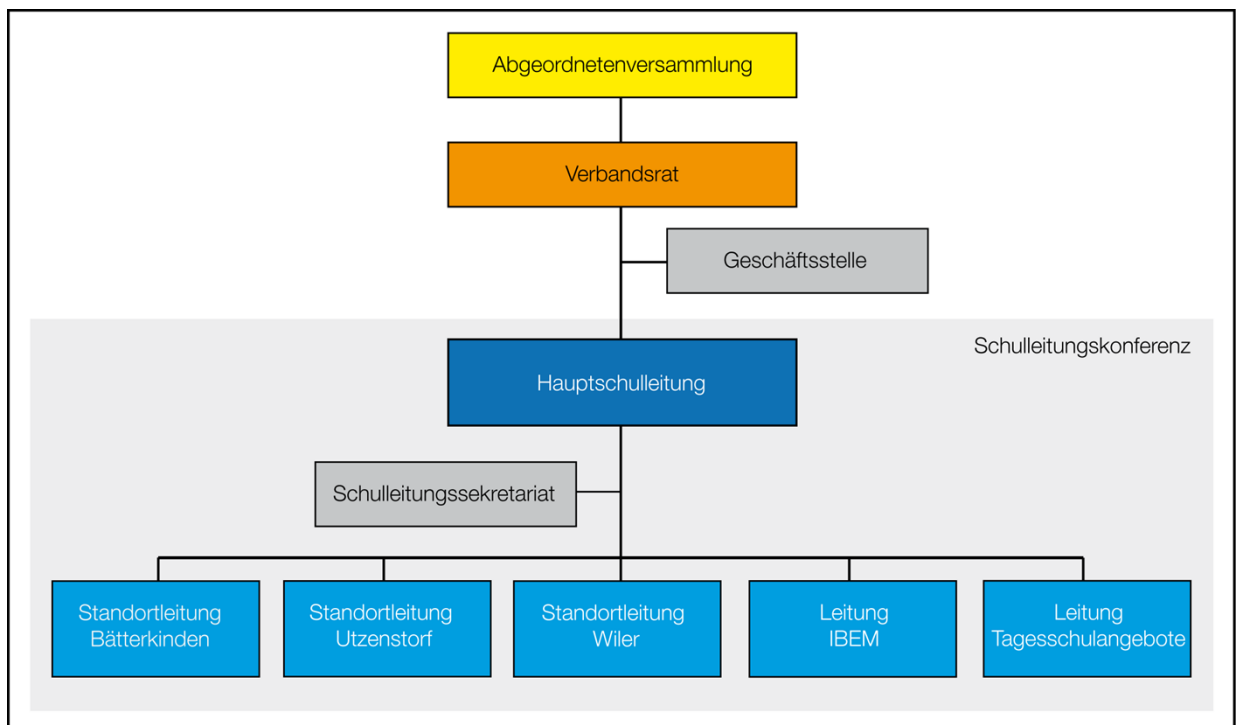 Abgeordnetenversammlung
Verbandsrat
Geschäftsstelle
Schulleitungskonferenz
Hauptschulleitung
Schulleitungssekretariat
Standortleitung
Bätterkinden
Standortleitung
Utzenstorf
Standortleitung
Wiler
Leitung
IBEM
Leitung
Tagesschulangebote